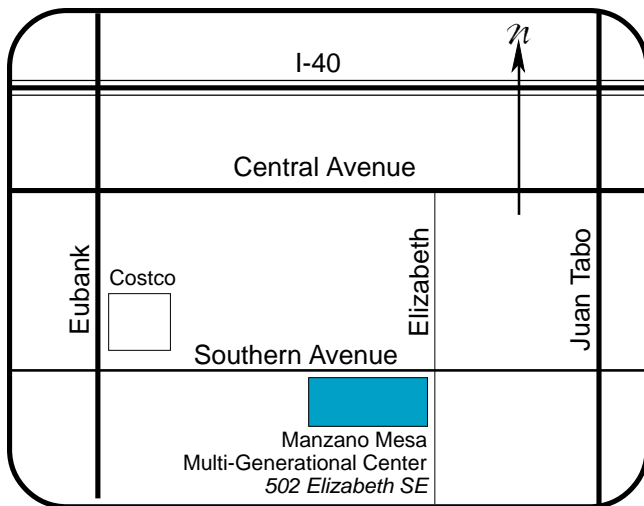 n
I-40
Central Avenue
Eubank
Costco
Elizabeth
Juan Tabo
Southern Avenue
Manzano Mesa
Multi-Generational Center
502 Elizabeth SE